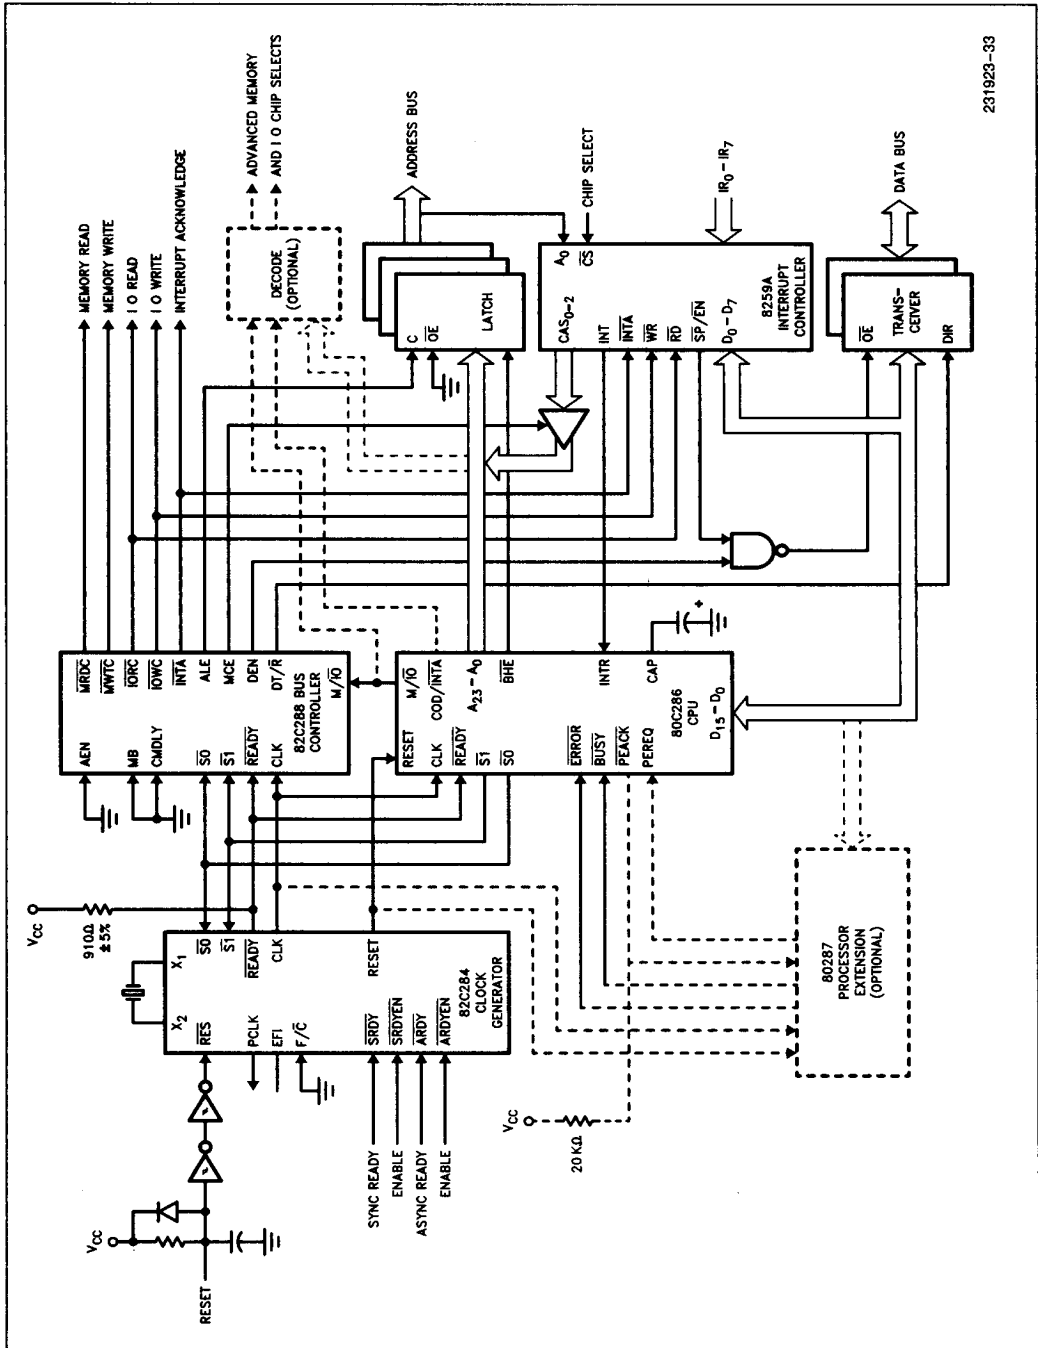 231923-33
MEMORY READ
MEMORY WRITE
I O READ
I O WRITE
INTERRUPT ACKNOWLEDGE
ADVANCED MEMORY
AND I O CHIP SELECTS
DECODE
(OPTIONAL)
ADDRESS BUS
C
OE
LATCH
CHIP SELECT
A0
CS
CAS0-2
INT
INTA
WR
RD
SP/EN
D0-D7
8259A
INTERRUPT
CONTROLLER
IR0-IR7
DATA BUS
OE
TRANS-
CEIVER
DIR
MRDC
MWTC
IORC
IOWC
INTA
ALE
MCE
DEN
DT/R
M/IO
AEN
MB
CMDLY
S0
S1
READY
CLK
82C288 BUS
CONTROLLER
M/IO
COD/INTA
A23-A0
BHE
INTR
CAP
D15-D0
RESET
CLK
READY
S1
S0
ERROR
BUSY
PEACK
PEREQ
80C286
CPU
+
VCC
910Ω
±5%
X1
X2
S0
S1
READY
CLK
RESET
RES
PCLK
EFI
F/C
SRDY
SRDYEN
ARDY
ARDYEN
82C284
CLOCK
GENERATOR
80287
PROCESSOR
EXTENSION
(OPTIONAL)
VCC
20 KΩ
SYNC READY
ENABLE
ASYNC READY
ENABLE
VCC
RESET